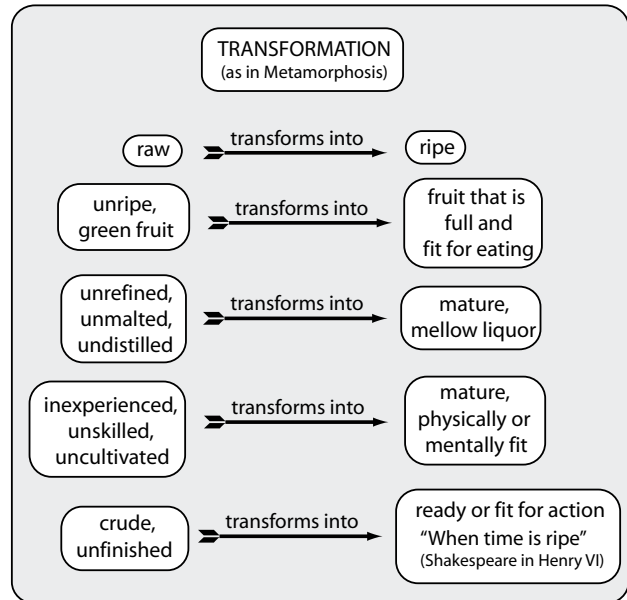 TRANSFORMATION
(as in Metamorphosis)
raw
transforms into
ripe
unripe,
green fruit
transforms into
fruit that is
full and
fit for eating
unrefined,
unmalted,
undistilled
transforms into
mature,
mellow liquor
inexperienced,
unskilled,
uncultivated
transforms into
mature,
physically or
mentally fit
crude,
unfinished
transforms into
ready or fit for action
“When time is ripe”
(Shakespeare in Henry VI)